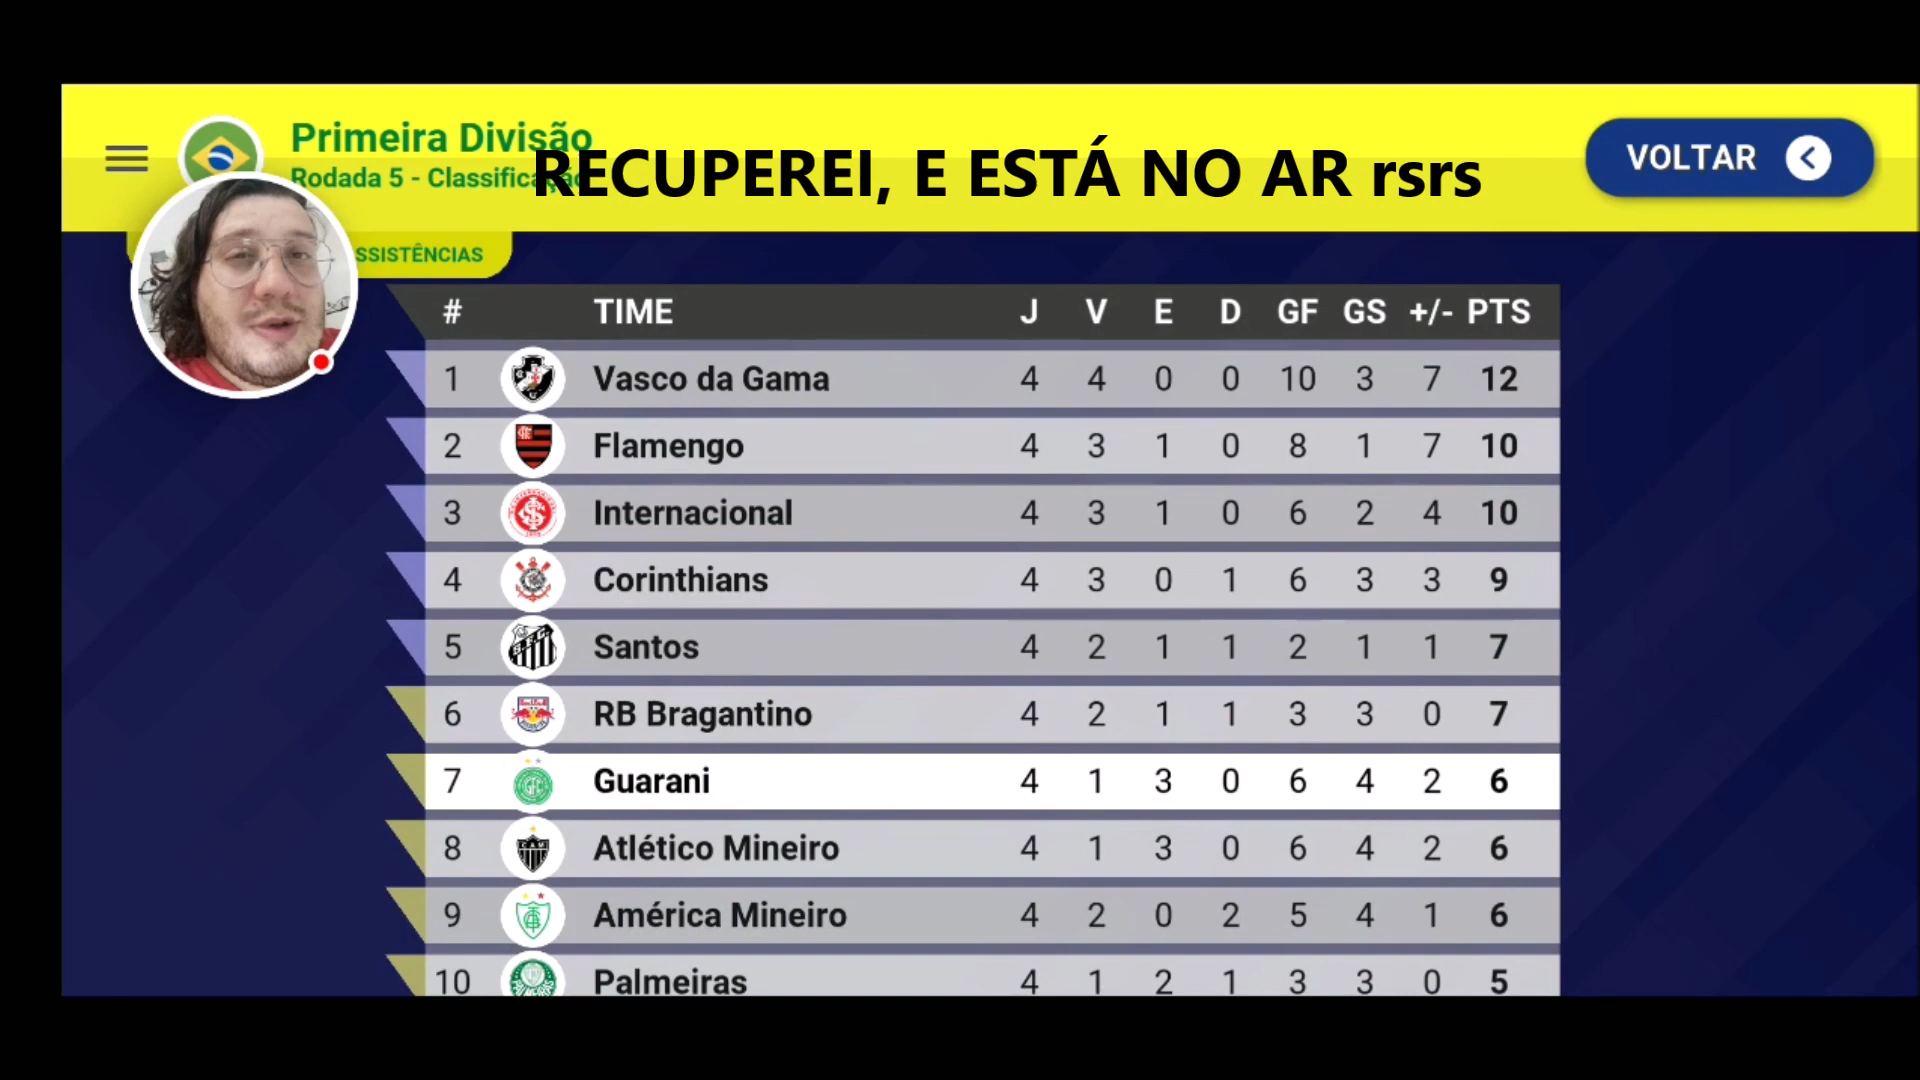 Primeira Divisão
Rodada 5 - Classificação
RECUPEREI, E ESTÁ NO AR rsrs
VOLTAR
SSISTÊNCIAS
# TIME J V E D GF GS +/- PTS
1 Vasco da Gama 4 4 0 0 10 3 7 12
2 Flamengo 4 3 1 0 8 1 7 10
3 Internacional 4 3 1 0 6 2 4 10
4 Corinthians 4 3 0 1 6 3 3 9
5 Santos 4 2 1 1 2 1 1 7
6 RB Bragantino 4 2 1 1 3 3 0 7
7 Guarani 4 1 3 0 6 4 2 6
8 Atlético Mineiro 4 1 3 0 6 4 2 6
9 América Mineiro 4 2 0 2 5 4 1 6
10 Palmeiras 4 1 2 1 3 3 0 5